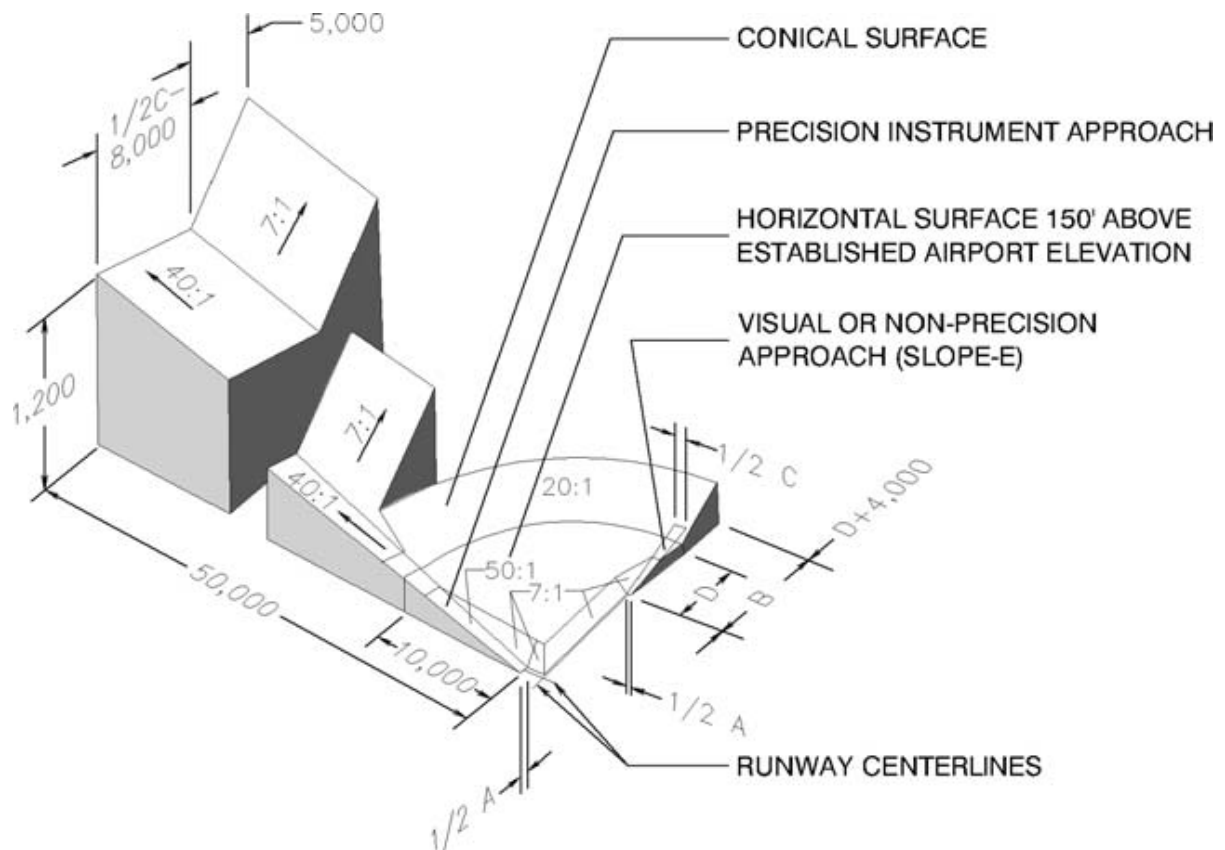 5,000
CONICAL SURFACE
1/2C-
8,000
PRECISION INSTRUMENT APPROACH
7:1
HORIZONTAL SURFACE 150' ABOVE
ESTABLISHED AIRPORT ELEVATION
40:1
VISUAL OR NON-PRECISION
APPROACH (SLOPE-E)
1,200
7:1
1/2 C
40:1
20:1
D+4,000
50:1
7:1
D
B
50,000
10,000
1/2 A
RUNWAY CENTERLINES
1/2 A